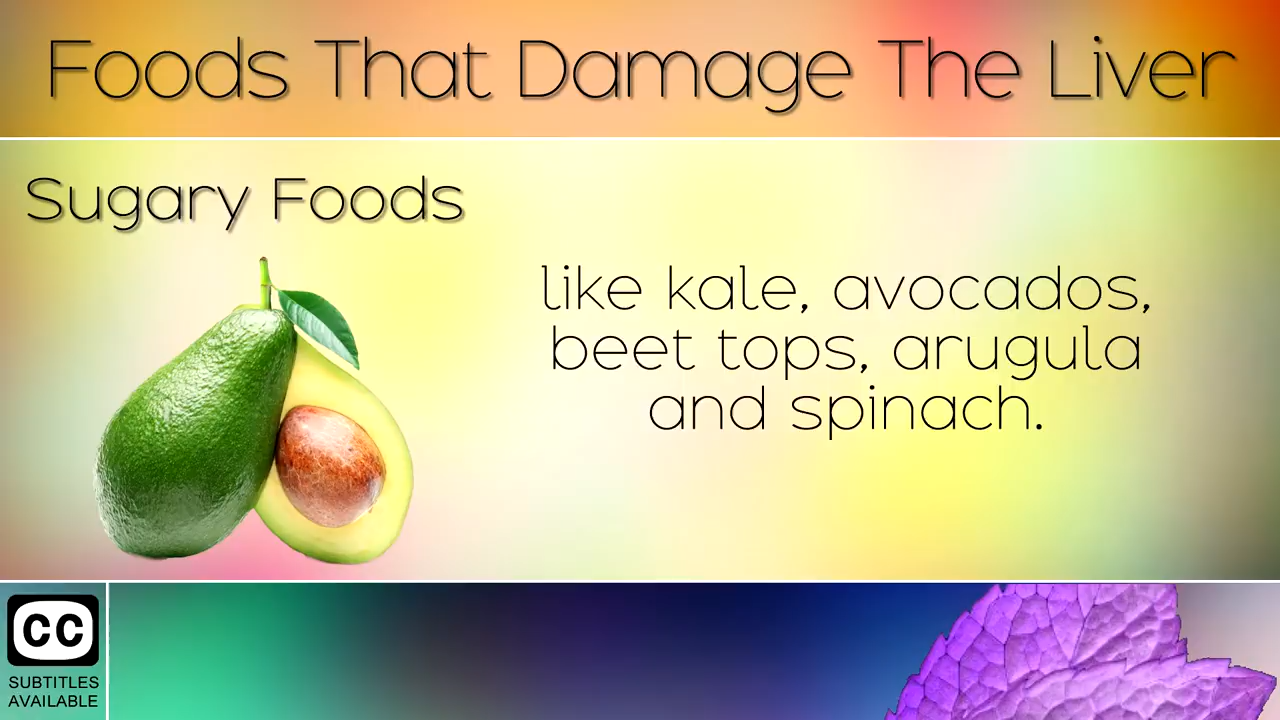 Foods That Damage The Liver
Sugary Foods
like kale, avocados,
beet tops, arugula
and spinach.
CC
SUBTITLES
AVAILABLE